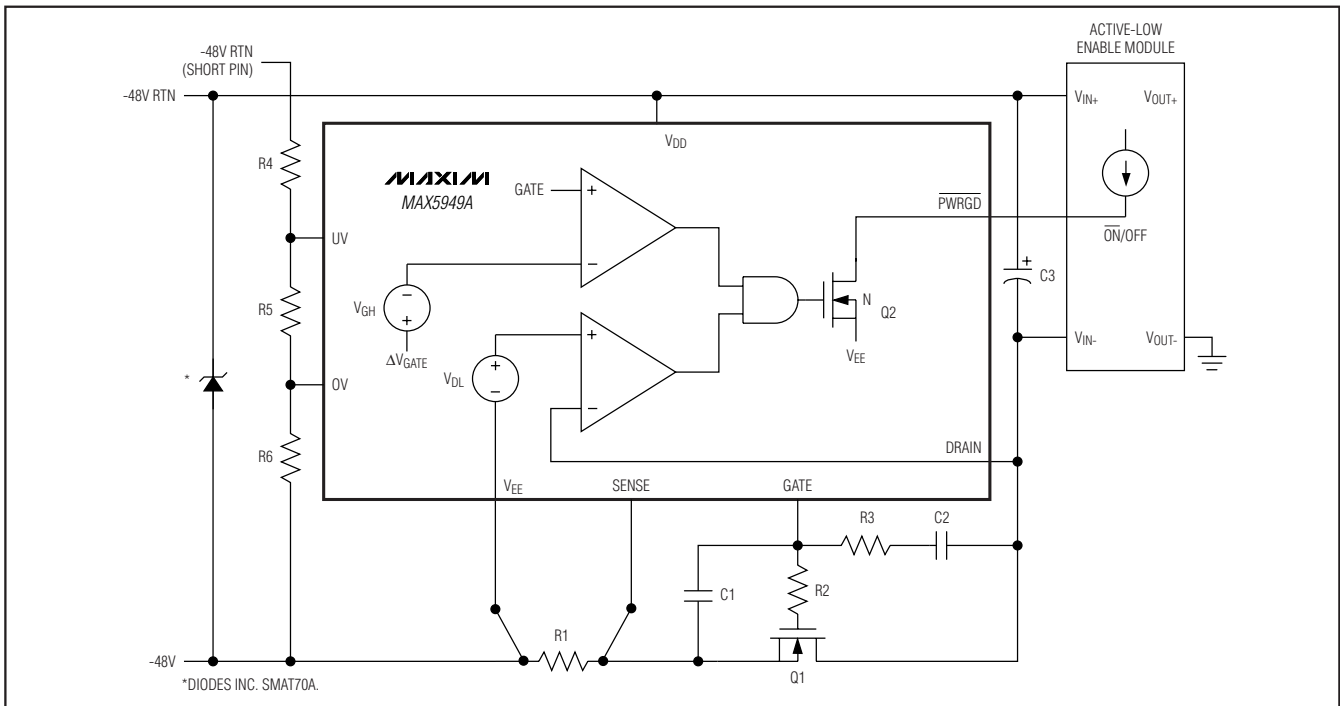 ACTIVE-LOW
ENABLE MODULE
-48V RTN
(SHORT PIN)
-48V RTN
VIN+
VOUT+
VDD
R4
MAXIM
MAX5949A
GATE
+
−
PWRGD
ON/OFF
UV
+
C3
−
VGH
+
ΔVGATE
N
Q2
VEE
R5
+
VDL
−
+
−
VIN-
VOUT-
*
OV
R6
DRAIN
VEE
SENSE
GATE
R3
C2
C1
R2
R1
-48V
Q1
*DIODES INC. SMAT70A.